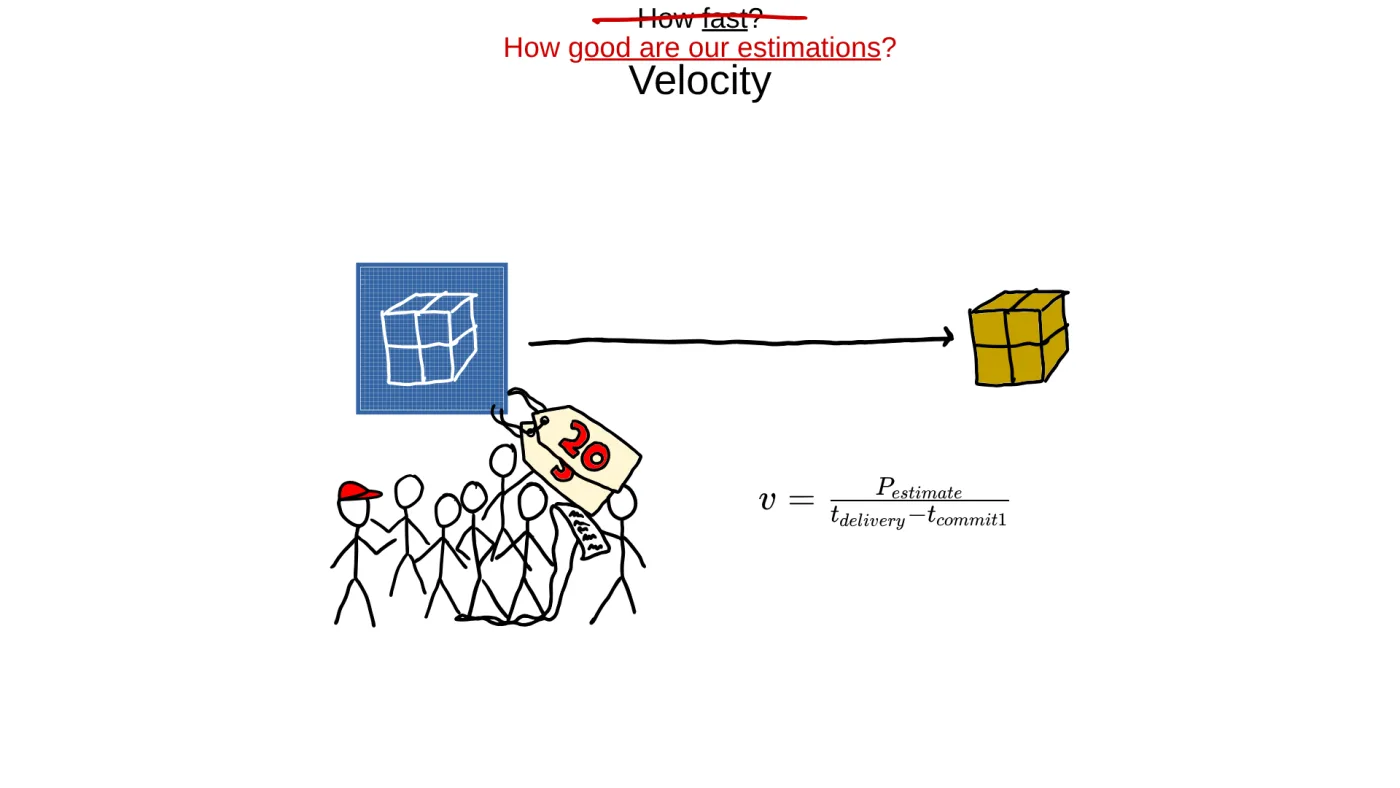 How fast?
How good are our estimations?
Velocity
20
v = P_estimate / (t_delivery − t_commit1)